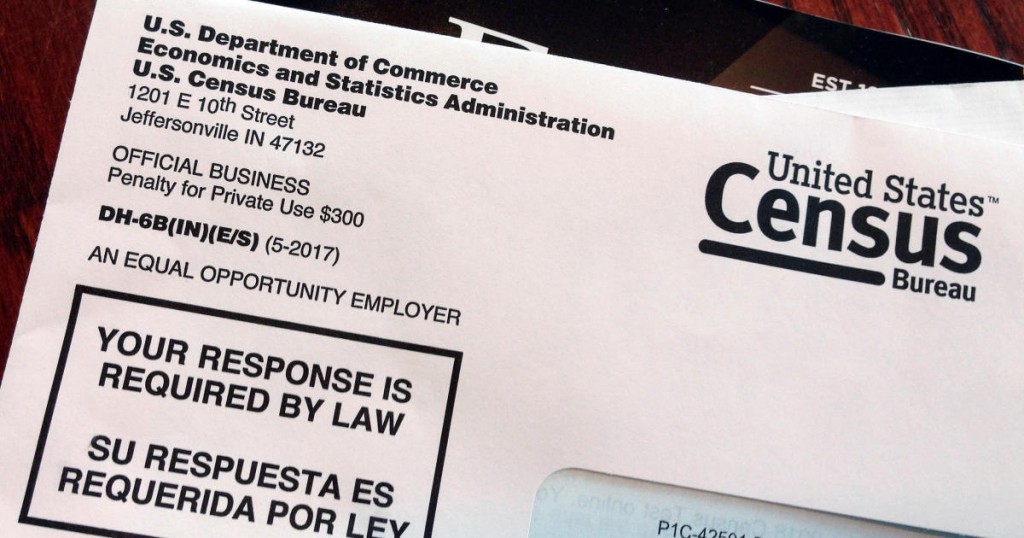 U.S. Department of Commerce
Economics and Statistics Administration
U.S. Census Bureau
1201 E 10th Street
Jeffersonville IN 47132
OFFICIAL BUSINESS
Penalty for Private Use $300
DH-6B(IN)(E/S) (5-2017)
AN EQUAL OPPORTUNITY EMPLOYER
YOUR RESPONSE IS
REQUIRED BY LAW
SU RESPUESTA ES
REQUERIDA POR LEY
United States™
Census
Bureau
EST